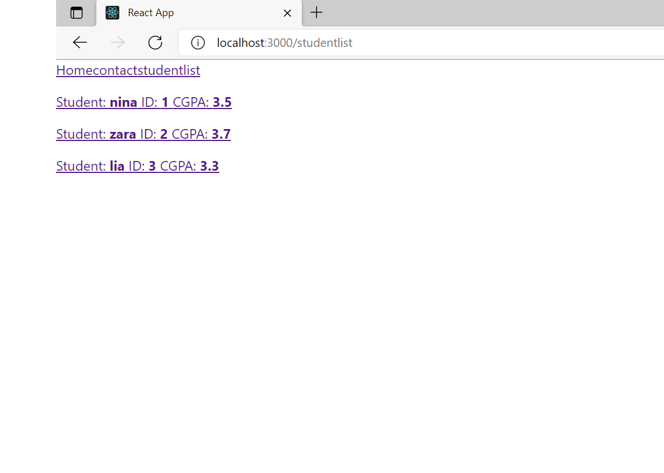 React App
localhost:3000/studentlist
Homecontactstudentlist
Student: nina ID: 1 CGPA: 3.5
Student: zara ID: 2 CGPA: 3.7
Student: lia ID: 3 CGPA: 3.3